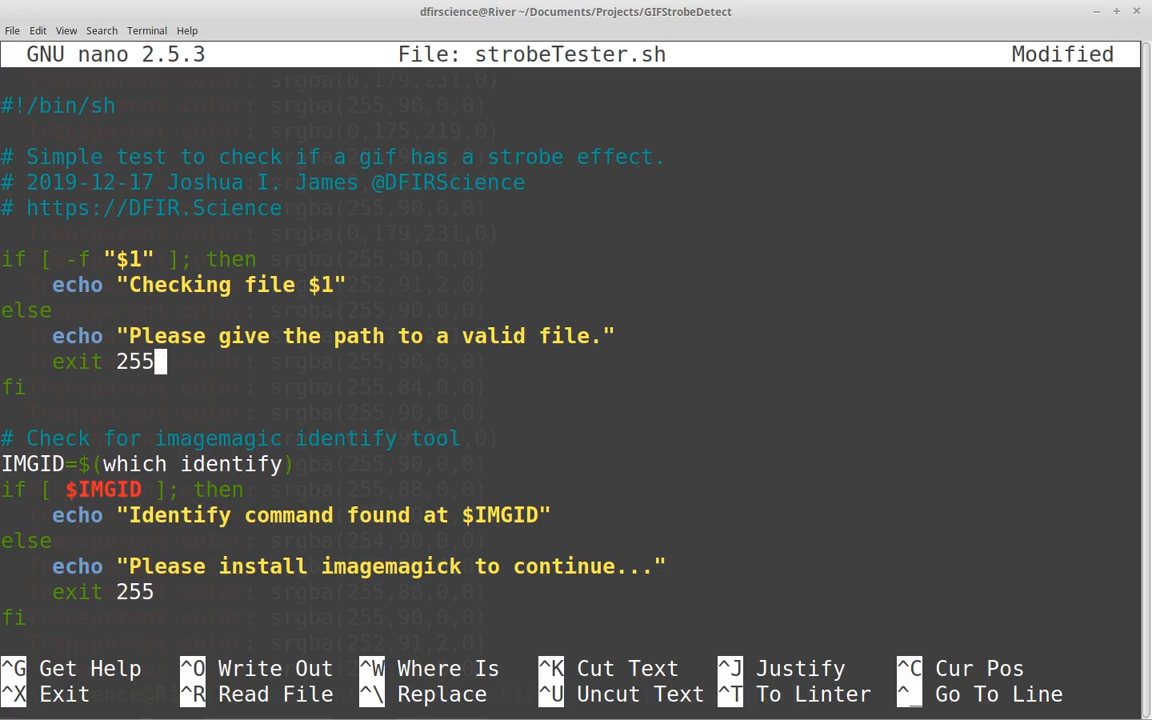 dfirscience@River ~/Documents/Projects/GIFStrobeDetect
File Edit View Search Terminal Help
GNU nano 2.5.3 File: strobeTester.sh Modified
#!/bin/sh
# Simple test to check if a gif has a strobe effect.
# 2019-12-17 Joshua I. James @DFIRScience
# https://DFIR.Science
if [ -f "$1" ]; then
echo "Checking file $1"
else
echo "Please give the path to a valid file."
exit 255
fi
# Check for imagemagic identify tool
IMGID=$(which identify)
if [ $IMGID ]; then
echo "Identify command found at $IMGID"
else
echo "Please install imagemagick to continue..."
exit 255
fi
^G Get Help ^O Write Out ^W Where Is ^K Cut Text ^J Justify ^C Cur Pos
^X Exit ^R Read File ^\ Replace ^U Uncut Text ^T To Linter ^_ Go To Line